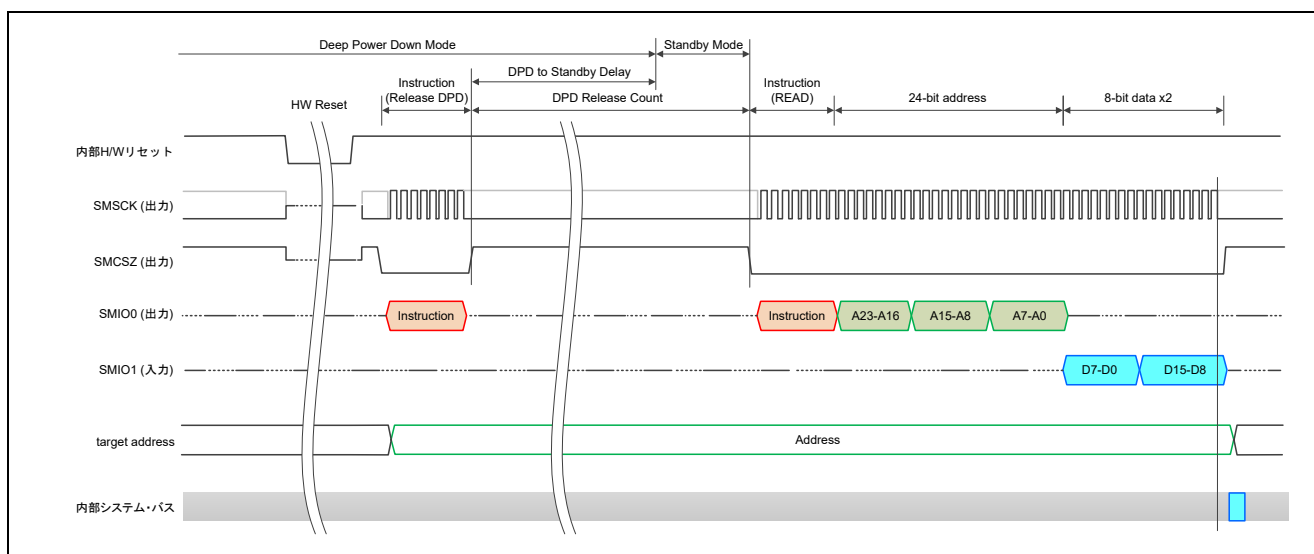 Deep Power Down Mode
Standby Mode
DPD to Standby Delay
Instruction
(Release DPD)
Instruction
(READ)
HW Reset
DPD Release Count
24-bit address
8-bit data x2
内部H/Wリセット
SMSCK (出力)
SMCSZ (出力)
SMIO0 (出力)
Instruction
Instruction
A23-A16
A15-A8
A7-A0
SMIO1 (入力)
D7-D0
D15-D8
target address
Address
内部システム・バス